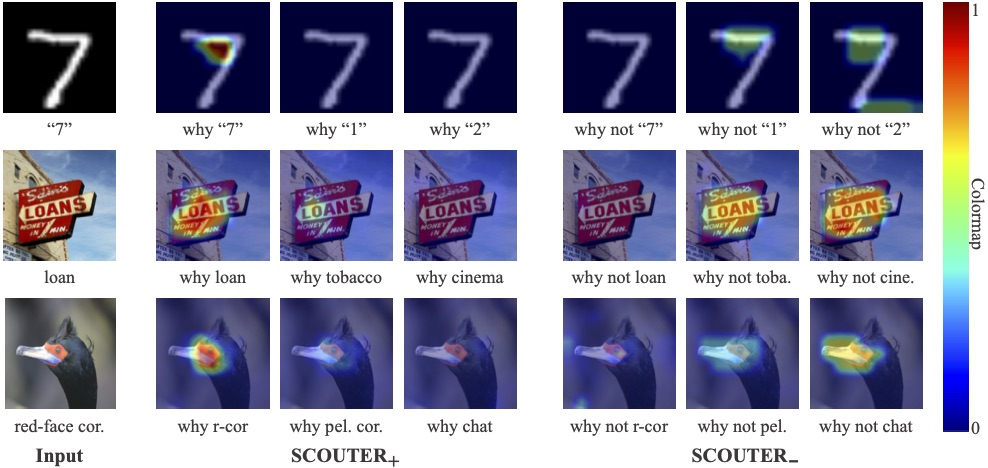 1
"7" why "7" why "1" why "2" why not "7" why not "1" why not "2"
Sam's
LOANS
MONEY
IN MIN.
loan why loan why tobacco why cinema why not loan why not toba. why not cine.
Colormap
red-face cor. why r-cor why pel. cor. why chat why not r-cor why not pel. why not chat
0
Input SCOUTER+ SCOUTER−